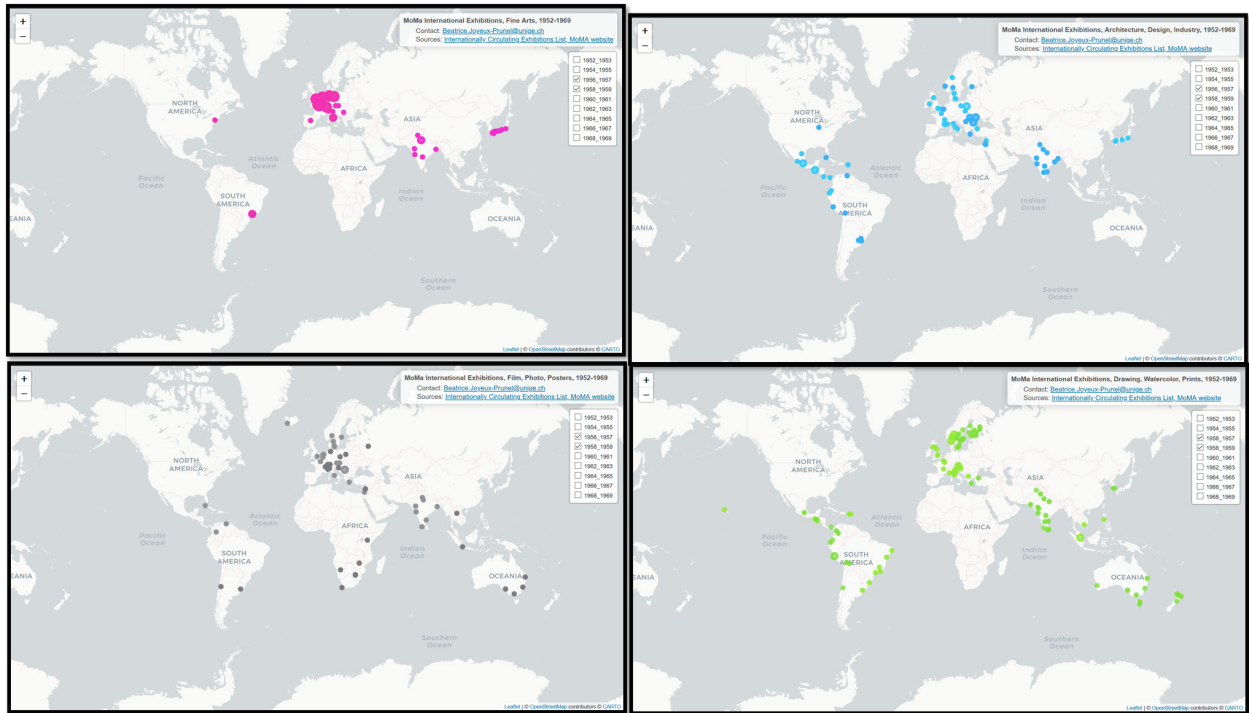 +
−
MoMa International Exhibitions, Fine Arts, 1952-1969
Contact: Beatrice.Joyeux-Prunel@unige.ch
Sources: Internationally Circulating Exhibitions List, MoMA website
1952_1953
1954_1955
1956_1957
1958_1959
1960_1961
1962_1963
1964_1965
1966_1967
1968_1969
NORTH
AMERICA
ASIA
Atlantic
Ocean
Pacific
Ocean
AFRICA
Indian
Ocean
SOUTH
AMERICA
EANIA
OCEANIA
Southern
Ocean
Leaflet | © OpenStreetMap contributors © CARTO
+
−
MoMa International Exhibitions, Architecture, Design, Industry, 1952-1969
Contact: Beatrice.Joyeux-Prunel@unige.ch
Sources: Internationally Circulating Exhibitions List, MoMA website
1952_1953
1954_1955
1956_1957
1958_1959
1960_1961
1962_1963
1964_1965
1966_1967
1968_1969
NORTH
AMERICA
ASIA
Atlantic
Ocean
Pacific
Ocean
AFRICA
Indian
Ocean
SOUTH
AMERICA
EANIA
OCEANIA
Southern
Ocean
Leaflet | © OpenStreetMap contributors © CARTO
+
−
MoMa International Exhibitions, Film, Photo, Posters, 1952-1969
Contact: Beatrice.Joyeux-Prunel@unige.ch
Sources: Internationally Circulating Exhibitions List, MoMA website
1952_1953
1954_1955
1956_1957
1958_1959
1960_1961
1962_1963
1964_1965
1966_1967
1968_1969
NORTH
AMERICA
ASIA
Atlantic
Ocean
Pacific
Ocean
AFRICA
Indian
Ocean
SOUTH
AMERICA
EANIA
OCEANIA
Southern
Ocean
Leaflet | © OpenStreetMap contributors © CARTO
+
−
MoMa International Exhibitions, Drawing, Watercolor, Prints, 1952-1969
Contact: Beatrice.Joyeux-Prunel@unige.ch
Sources: Internationally Circulating Exhibitions List, MoMA website
1952_1953
1954_1955
1956_1957
1958_1959
1960_1961
1962_1963
1964_1965
1966_1967
1968_1969
NORTH
AMERICA
ASIA
Atlantic
Ocean
Pacific
Ocean
AFRICA
Indian
Ocean
SOUTH
AMERICA
EANIA
OCEANIA
Southern
Ocean
Leaflet | © OpenStreetMap contributors © CARTO